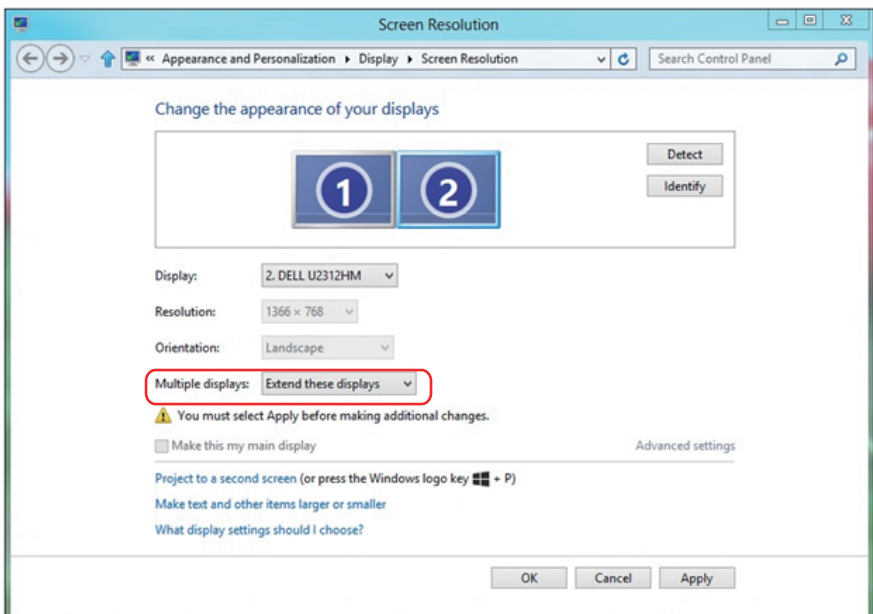 Screen Resolution
« Appearance and Personalization ▸ Display ▸ Screen Resolution
Search Control Panel
Change the appearance of your displays
1 2
Detect
Identify
Display: 2. DELL U2312HM
Resolution: 1366 × 768
Orientation: Landscape
Multiple displays: Extend these displays
You must select Apply before making additional changes.
Make this my main display
Advanced settings
Project to a second screen (or press the Windows logo key + P)
Make text and other items larger or smaller
What display settings should I choose?
OK Cancel Apply